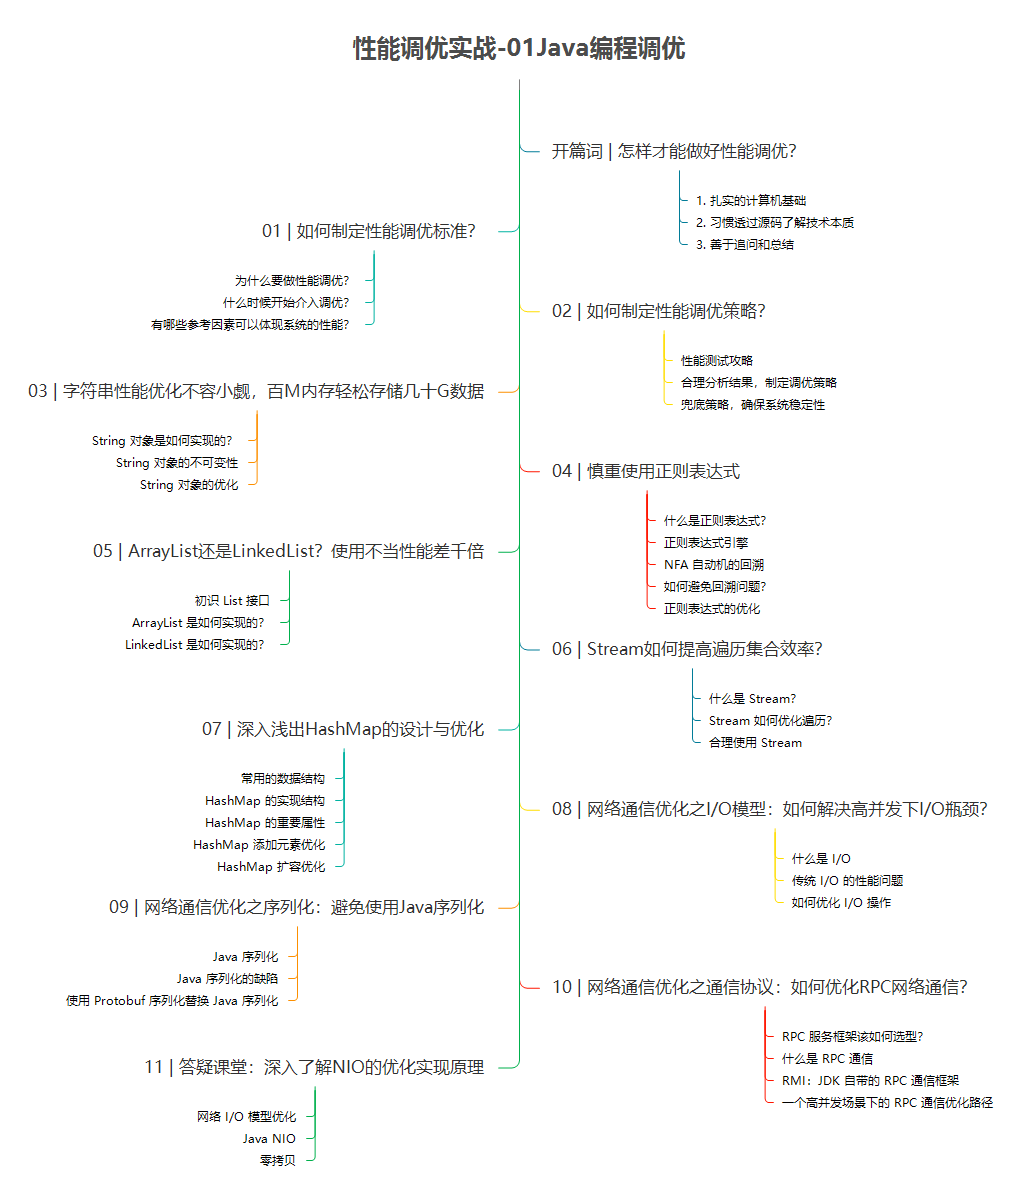 性能调优实战-01Java编程调优
开篇词 | 怎样才能做好性能调优？
1. 扎实的计算机基础
2. 习惯透过源码了解技术本质
3. 善于追问和总结
01 | 如何制定性能调优标准？
为什么要做性能调优？
什么时候开始介入调优？
有哪些参考因素可以体现系统的性能？
02 | 如何制定性能调优策略？
性能测试攻略
合理分析结果，制定调优策略
兜底策略，确保系统稳定性
03 | 字符串性能优化不容小觑，百M内存轻松存储几十G数据
String 对象是如何实现的？
String 对象的不可变性
String 对象的优化
04 | 慎重使用正则表达式
什么是正则表达式？
正则表达式引擎
NFA 自动机的回溯
如何避免回溯问题？
正则表达式的优化
05 | ArrayList还是LinkedList？使用不当性能差千倍
初识 List 接口
ArrayList 是如何实现的？
LinkedList 是如何实现的？
06 | Stream如何提高遍历集合效率？
什么是 Stream？
Stream 如何优化遍历？
合理使用 Stream
07 | 深入浅出HashMap的设计与优化
常用的数据结构
HashMap 的实现结构
HashMap 的重要属性
HashMap 添加元素优化
HashMap 扩容优化
08 | 网络通信优化之I/O模型：如何解决高并发下I/O瓶颈？
什么是 I/O
传统 I/O 的性能问题
如何优化 I/O 操作
09 | 网络通信优化之序列化：避免使用Java序列化
Java 序列化
Java 序列化的缺陷
使用 Protobuf 序列化替换 Java 序列化
10 | 网络通信优化之通信协议：如何优化RPC网络通信？
RPC 服务框架该如何选型？
什么是 RPC 通信
RMI：JDK 自带的 RPC 通信框架
一个高并发场景下的 RPC 通信优化路径
11 | 答疑课堂：深入了解NIO的优化实现原理
网络 I/O 模型优化
Java NIO
零拷贝